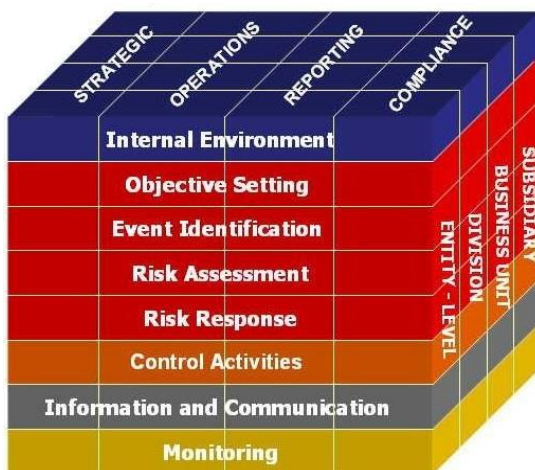 STRATEGIC
OPERATIONS
REPORTING
COMPLIANCE
Internal Environment
Objective Setting
Event Identification
Risk Assessment
Risk Response
Control Activities
Information and Communication
Monitoring
ENTITY - LEVEL
DIVISION
BUSINESS UNIT
SUBSIDIARY